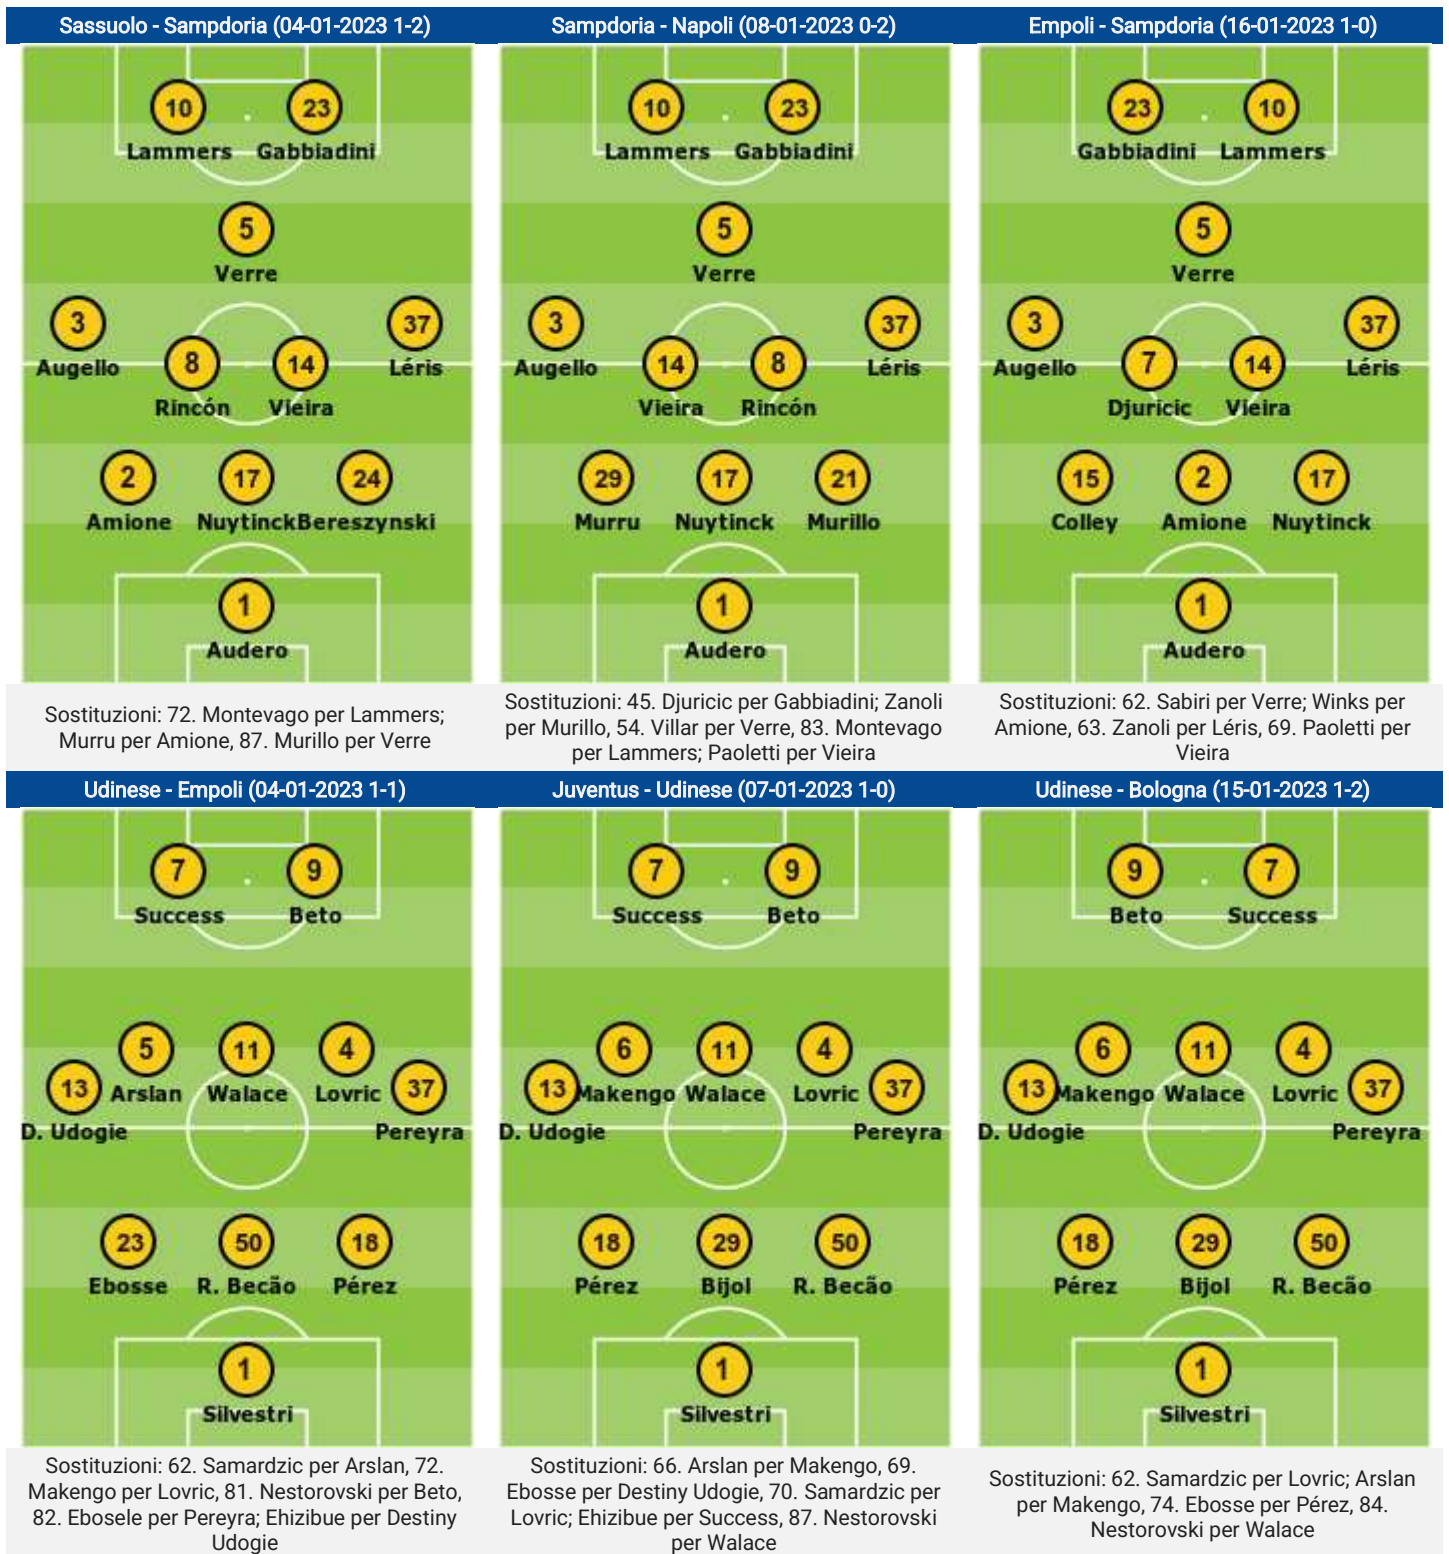 Sassuolo - Sampdoria (04-01-2023 1-2)
10
23
Lammers
Gabbiadini
5
Verre
3
37
Augello
Léris
8
14
Rincón
Vieira
2
17
24
Amione
Nuytinck
Bereszynski
1
Audero
Sostituzioni: 72. Montevago per Lammers;
Murru per Amione, 87. Murillo per Verre
Sampdoria - Napoli (08-01-2023 0-2)
10
23
Lammers
Gabbiadini
5
Verre
3
37
Augello
Léris
14
8
Vieira
Rincón
29
17
21
Murru
Nuytinck
Murillo
1
Audero
Sostituzioni: 45. Djuricic per Gabbiadini; Zanoli
per Murillo, 54. Villar per Verre, 83. Montevago
per Lammers; Paoletti per Vieira
Empoli - Sampdoria (16-01-2023 1-0)
23
10
Gabbiadini
Lammers
5
Verre
3
37
Augello
Léris
7
14
Djuricic
Vieira
15
2
17
Colley
Amione
Nuytinck
1
Audero
Sostituzioni: 62. Sabiri per Verre; Winks per
Amione, 63. Zanoli per Léris, 69. Paoletti per
Vieira
Udinese - Empoli (04-01-2023 1-1)
7
9
Success
Beto
5
11
4
Arslan
Walace
Lovric
13
37
D. Udogie
Pereyra
23
50
18
Ebosse
R. Becão
Pérez
1
Silvestri
Sostituzioni: 62. Samardzic per Arslan, 72.
Makengo per Lovric, 81. Nestorovski per Beto,
82. Ebosele per Pereyra; Ehizibue per Destiny
Udogie
Juventus - Udinese (07-01-2023 1-0)
7
9
Success
Beto
6
11
4
Makengo
Walace
Lovric
13
37
D. Udogie
Pereyra
18
29
50
Pérez
Bijol
R. Becão
1
Silvestri
Sostituzioni: 66. Arslan per Makengo, 69.
Ebosse per Destiny Udogie, 70. Samardzic per
Lovric; Ehizibue per Success, 87. Nestorovski
per Walace
Udinese - Bologna (15-01-2023 1-2)
9
7
Beto
Success
6
11
4
Makengo
Walace
Lovric
13
37
D. Udogie
Pereyra
18
29
50
Pérez
Bijol
R. Becão
1
Silvestri
Sostituzioni: 62. Samardzic per Lovric; Arslan
per Makengo, 74. Ebosse per Pérez, 84.
Nestorovski per Walace